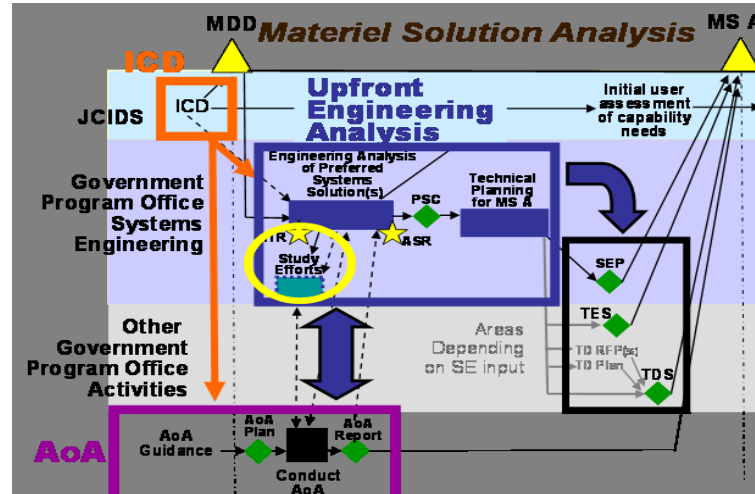 MDD
Materiel Solution Analysis
MS A
ICD
JCIDS
ICD
Upfront
Engineering
Analysis
Initial user
assessment
of capability
needs
Government
Program Office
Systems
Engineering
Engineering Analysis
of Preferred
Systems
Solution(s)
PSC
Technical
Planning
for MS A
ITR
ASR
Study
Efforts
SEP
Other
Government
Program Office
Activities
Areas
Depending
on SE input
TES
TD RFP(s)
TD Plan
TDS
AoA
AoA
Guidance
AoA
Plan
Conduct
AoA
AoA
Report